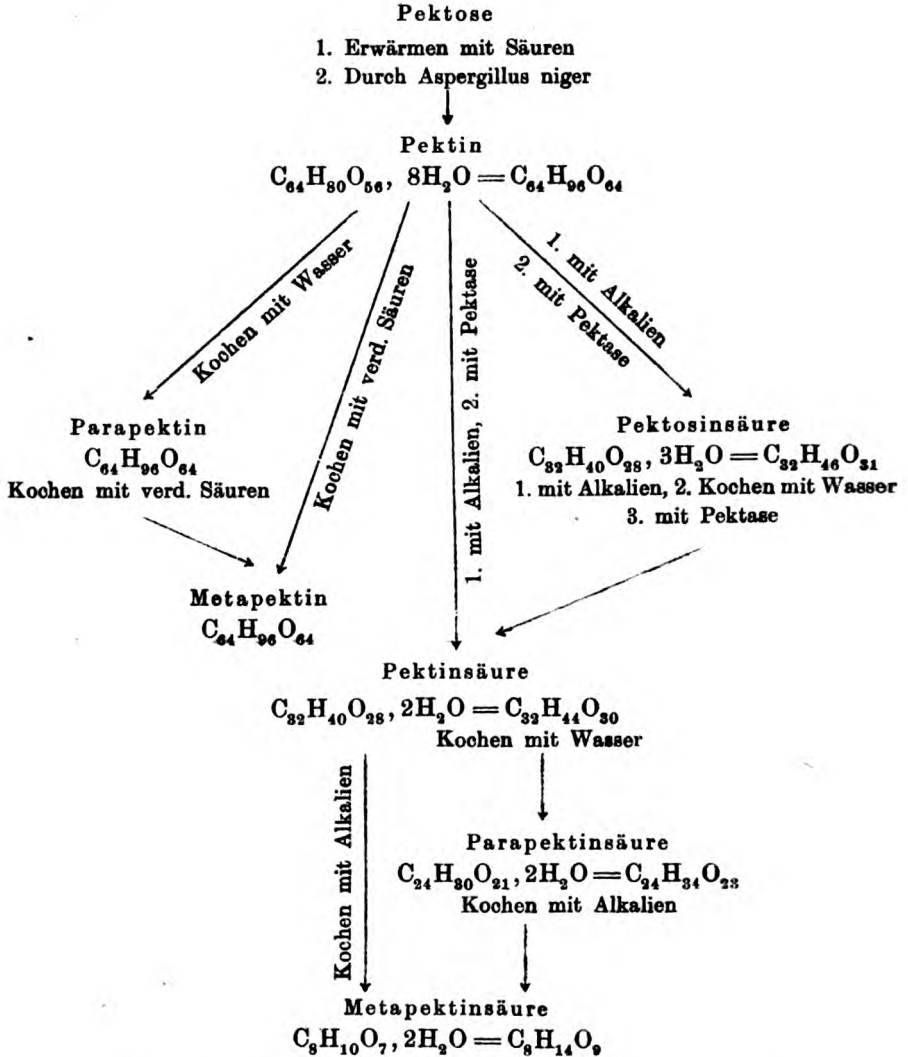 Pektose
1. Erwärmen mit Säuren
2. Durch Aspergillus niger
Pektin
C₆₄H₈₀O₅₆, 8H₂O = C₆₄H₉₆O₆₄
Kochen mit Wasser
Kochen mit verd. Säuren
1. mit Alkalien, 2. mit Pektase
1. mit Alkalien
2. mit Pektase
Parapektin
C₆₄H₉₆O₆₄
Kochen mit verd. Säuren
Pektosinsäure
C₃₂H₄₀O₂₈, 3H₂O = C₃₂H₄₆O₃₁
1. mit Alkalien, 2. Kochen mit Wasser
3. mit Pektase
Metapektin
C₆₄H₉₆O₆₄
Pektinsäure
C₃₂H₄₀O₂₈, 2H₂O = C₃₂H₄₄O₃₀
Kochen mit Wasser
Kochen mit Alkalien
Parapektinsäure
C₂₄H₃₀O₂₁, 2H₂O = C₂₄H₃₄O₂₃
Kochen mit Alkalien
Metapektinsäure
C₈H₁₀O₇, 2H₂O = C₈H₁₄O₉